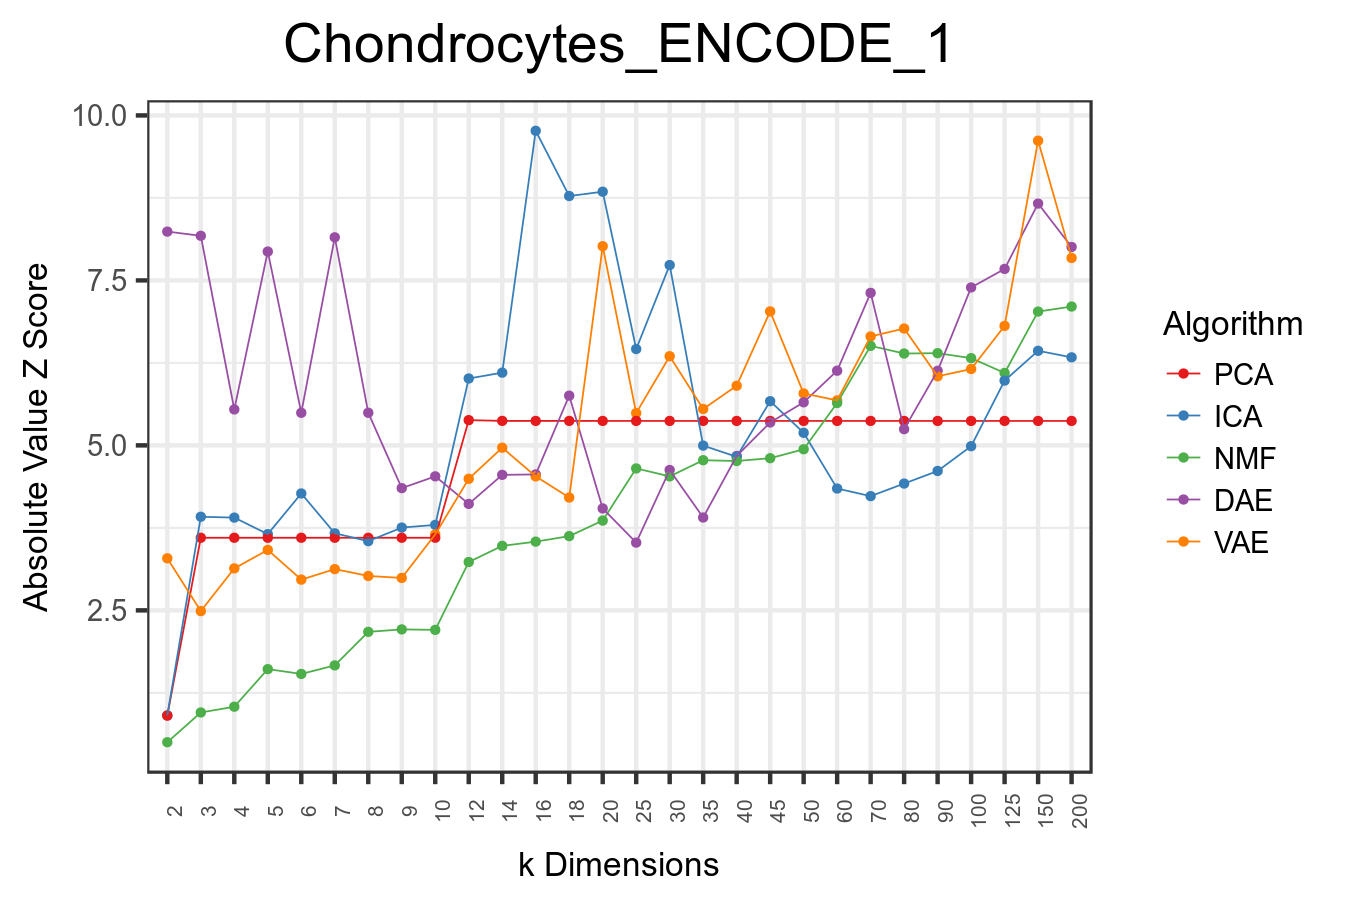 Chondrocytes_ENCODE_1
10.0
7.5
5.0
2.5
Absolute Value Z Score
2 3 4 5 6 7 8 9 10 12 14 16 18 20 25 30 35 40 45 50 60 70 80 90 100 125 150 200
k Dimensions
Algorithm
PCA
ICA
NMF
DAE
VAE